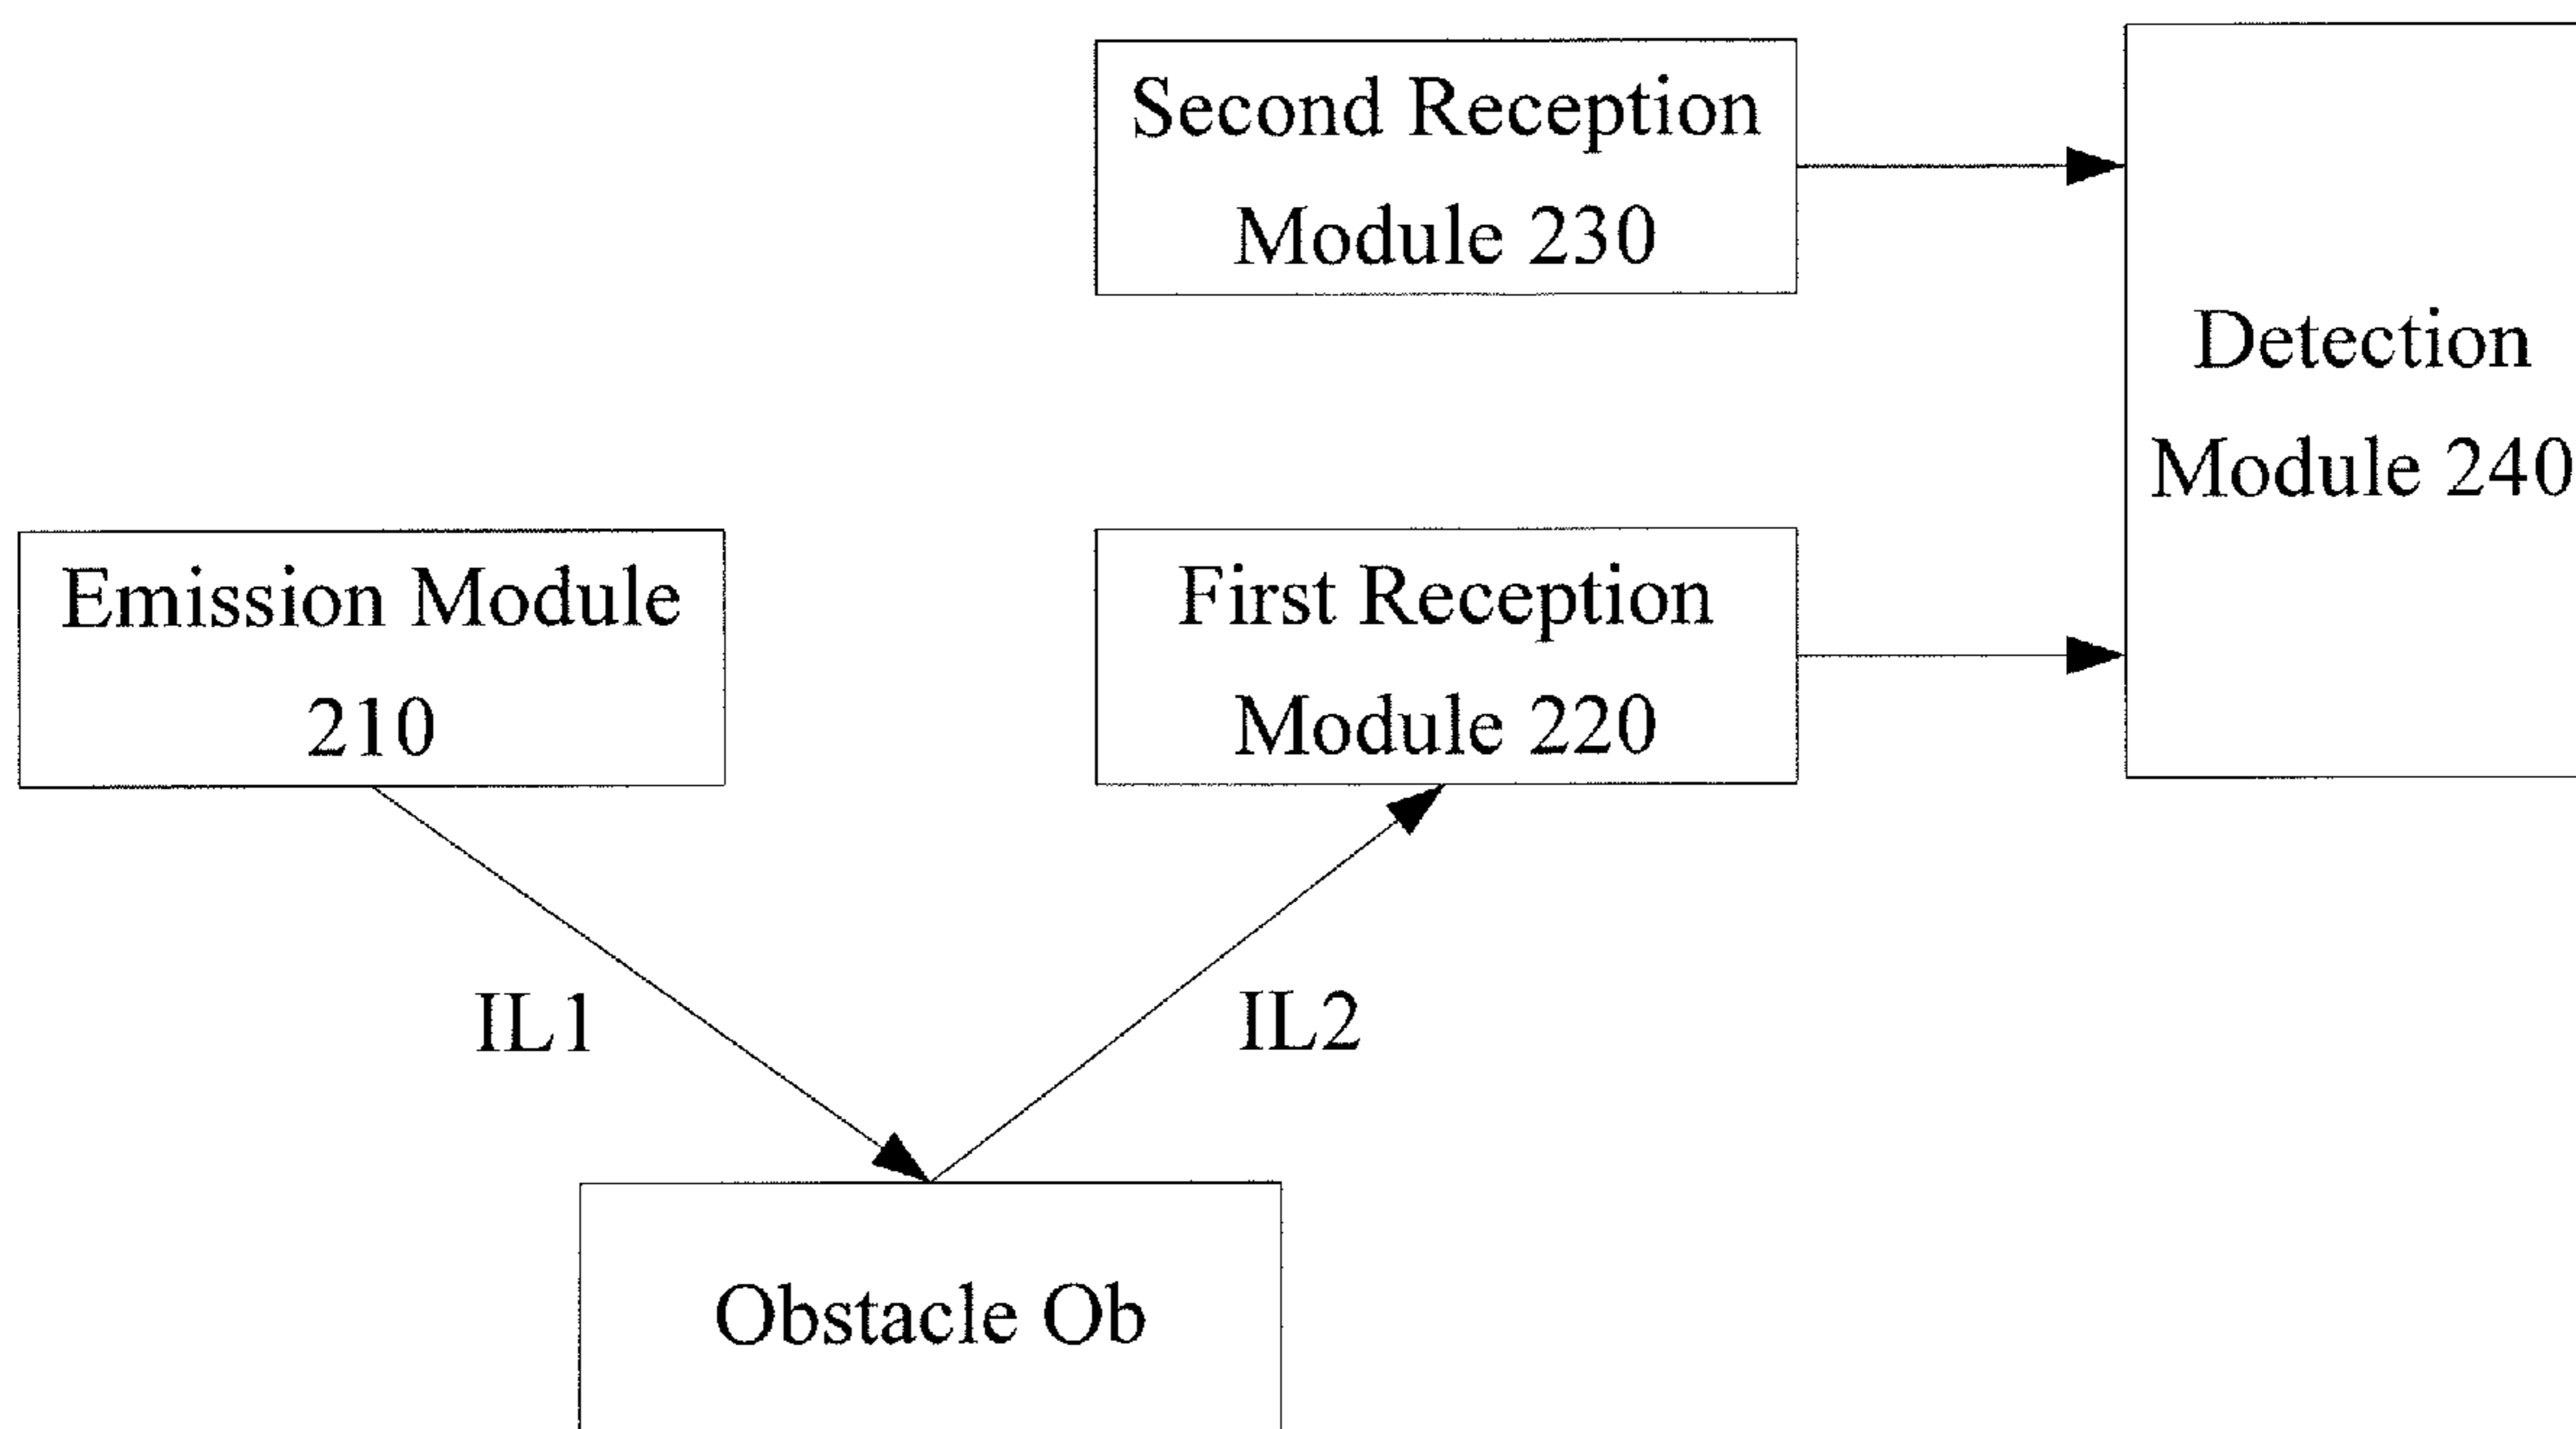 Second Reception
Module 230
Detection
Module 240
Emission Module
210
First Reception
Module 220
IL1
IL2
Obstacle Ob